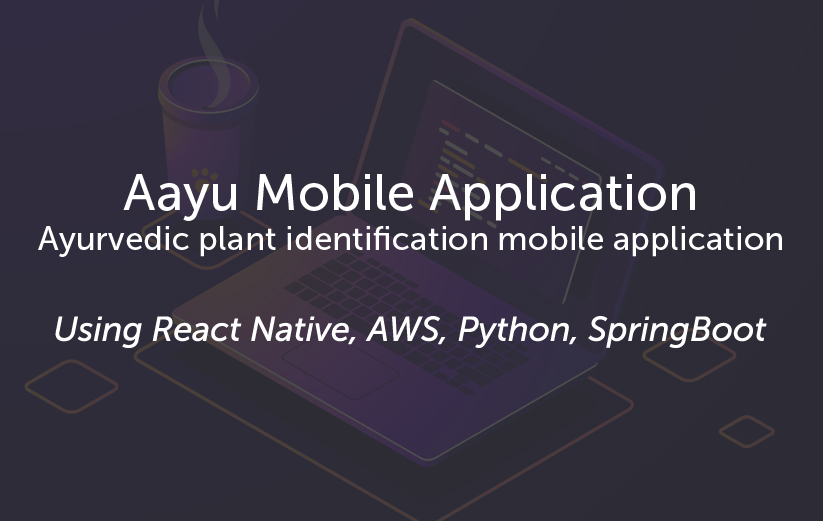 Aayu Mobile Application
Ayurvedic plant identification mobile application
Using React Native, AWS, Python, SpringBoot